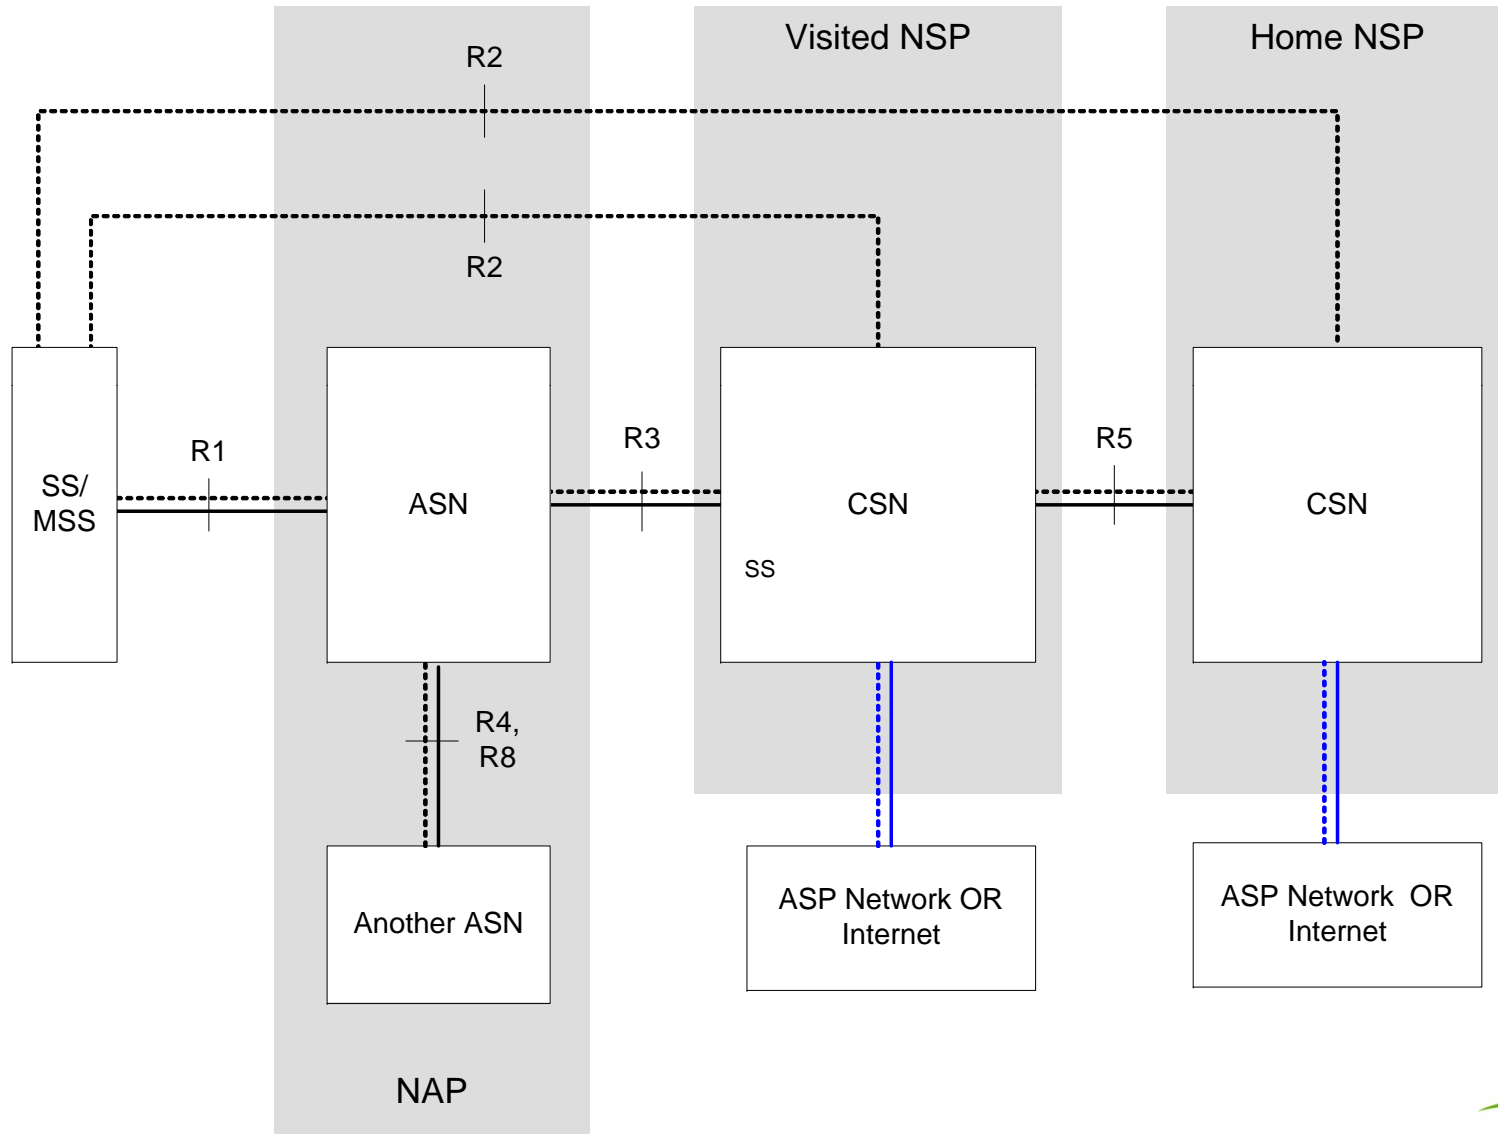 Visited NSP
Home NSP
R2
R2
R1
R3
R5
SS/
MSS
ASN
CSN
CSN
SS
R4,
R8
Another ASN
ASP Network OR
Internet
ASP Network OR
Internet
NAP